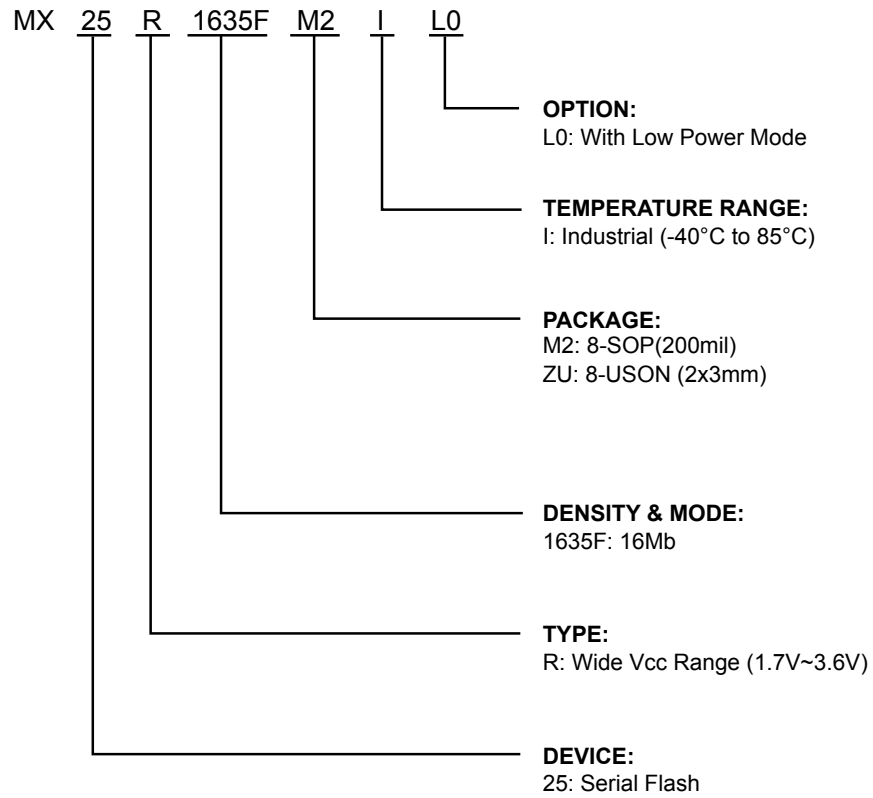 MX 25 R 1635F M2 I L0
OPTION:
L0: With Low Power Mode
TEMPERATURE RANGE:
I: Industrial (-40°C to 85°C)
PACKAGE:
M2: 8-SOP(200mil)
ZU: 8-USON (2x3mm)
DENSITY & MODE:
1635F: 16Mb
TYPE:
R: Wide Vcc Range (1.7V~3.6V)
DEVICE:
25: Serial Flash